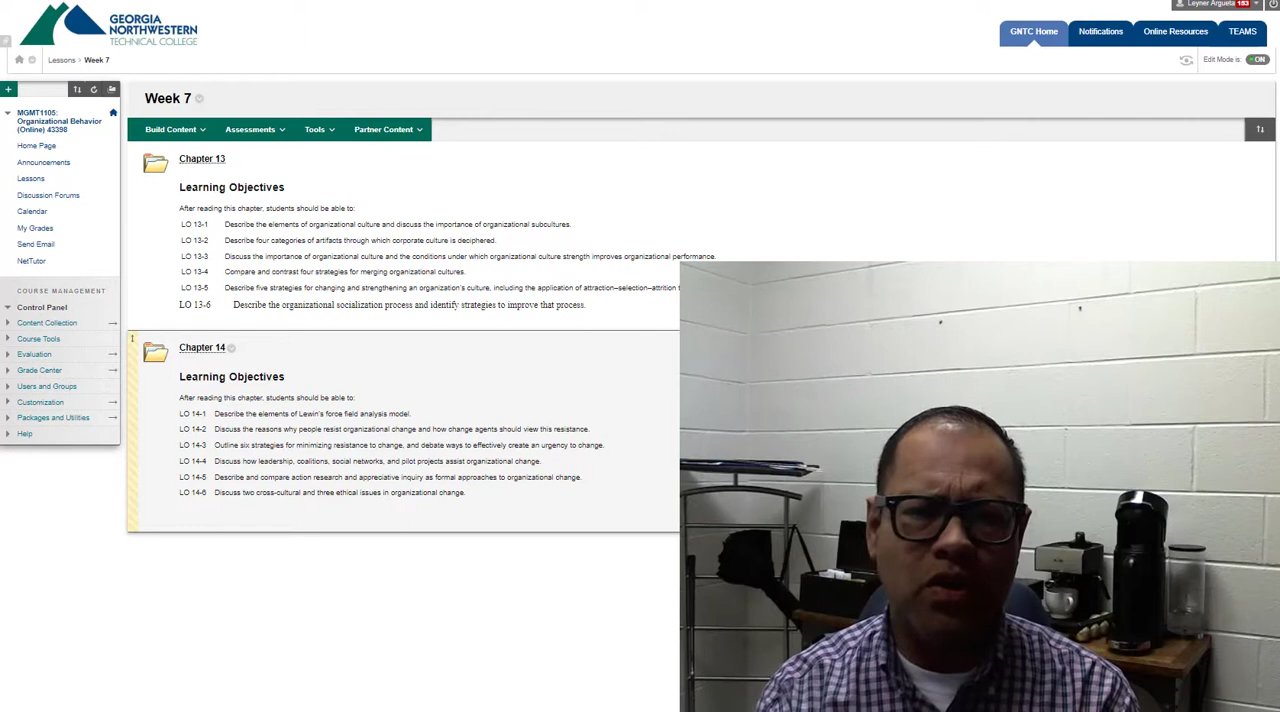 Leyner Argueta 183
GEORGIA
NORTHWESTERN
TECHNICAL COLLEGE
GNTC Home
Notifications
Online Resources
TEAMS
Lessons > Week 7
Edit Mode is: ON
MGMT1105:
Organizational Behavior
(Online) 43398
Home Page
Announcements
Lessons
Discussion Forums
Calendar
My Grades
Send Email
NetTutor
COURSE MANAGEMENT
Control Panel
Content Collection
Course Tools
Evaluation
Grade Center
Users and Groups
Customization
Packages and Utilities
Help
Week 7
Build Content
Assessments
Tools
Partner Content
Chapter 13
Learning Objectives
After reading this chapter, students should be able to:
LO 13-1 Describe the elements of organizational culture and discuss the importance of organizational subcultures.
LO 13-2 Describe four categories of artifacts through which corporate culture is deciphered.
LO 13-3 Discuss the importance of organizational culture and the conditions under which organizational culture strength improves organizational performance.
LO 13-4 Compare and contrast four strategies for merging organizational cultures.
LO 13-5 Describe five strategies for changing and strengthening an organization's culture, including the application of attraction–selection–attrition t
LO 13-6 Describe the organizational socialization process and identify strategies to improve that process.
Chapter 14
Learning Objectives
After reading this chapter, students should be able to:
LO 14-1 Describe the elements of Lewin's force field analysis model.
LO 14-2 Discuss the reasons why people resist organizational change and how change agents should view this resistance.
LO 14-3 Outline six strategies for minimizing resistance to change, and debate ways to effectively create an urgency to change.
LO 14-4 Discuss how leadership, coalitions, social networks, and pilot projects assist organizational change.
LO 14-5 Describe and compare action research and appreciative inquiry as formal approaches to organizational change.
LO 14-6 Discuss two cross-cultural and three ethical issues in organizational change.